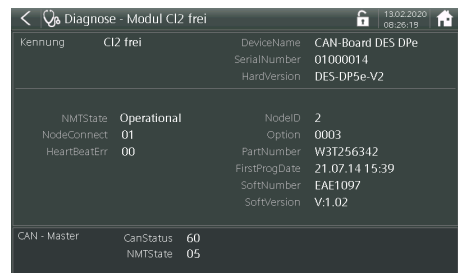 Diagnose - Modul Cl2 frei
13.02.2020
08:26:19
Kennung Cl2 frei
DeviceName CAN-Board DES DPe
SerialNumber 01000014
HardVersion DES-DP5e-V2
NMTState Operational
NodeConnect 01
HeartBeatErr 00
NodeID 2
Option 0003
PartNumber W3T256342
FirstProgDate 21.07.14 15:39
SoftNumber EAE1097
SoftVersion V:1.02
CAN - Master
CanStatus 60
NMTState 05